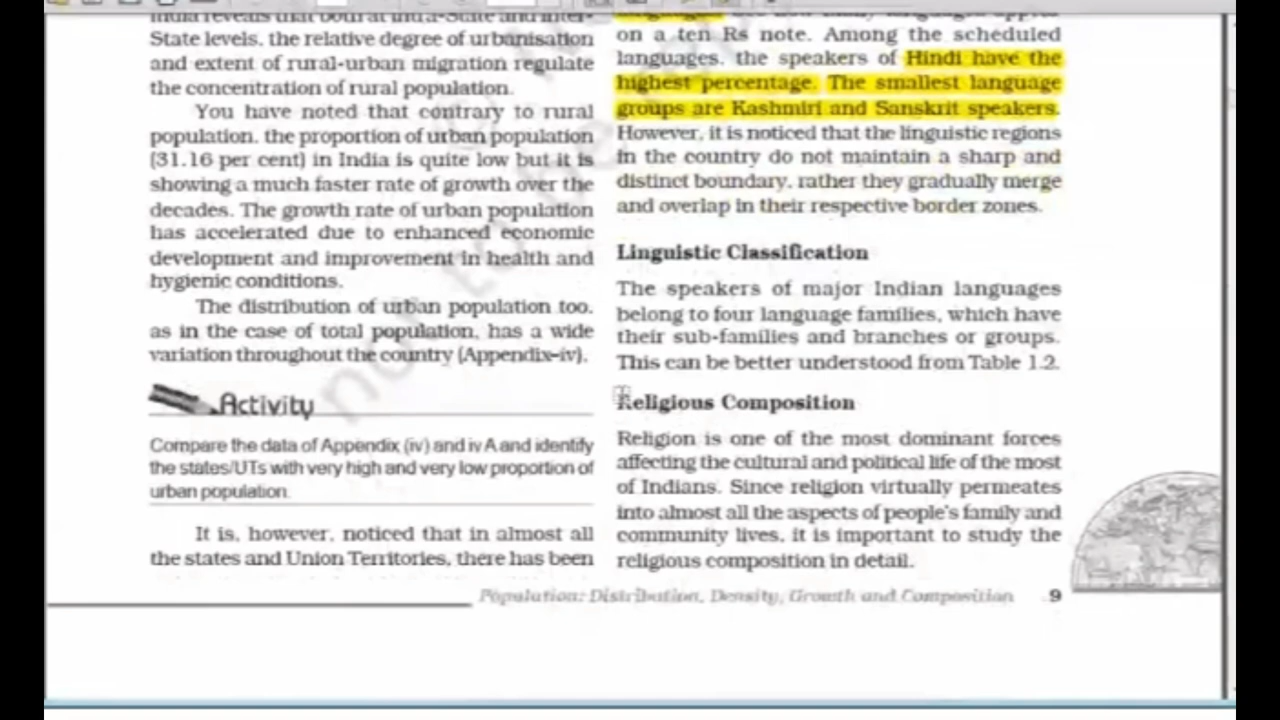 India reveals that both at intra-State and inter-
State levels, the relative degree of urbanisation
and extent of rural-urban migration regulate
the concentration of rural population.
You have noted that contrary to rural
population, the proportion of urban population
(31.16 per cent) in India is quite low but it is
showing a much faster rate of growth over the
decades. The growth rate of urban population
has accelerated due to enhanced economic
development and improvement in health and
hygienic conditions.
The distribution of urban population too,
as in the case of total population, has a wide
variation throughout the country (Appendix-iv).
Activity
Compare the data of Appendix (iv) and iv A and identify
the states/UTs with very high and very low proportion of
urban population.
It is, however, noticed that in almost all
the states and Union Territories, there has been
on a ten Rs note. Among the scheduled
languages, the speakers of Hindi have the
highest percentage. The smallest language
groups are Kashmiri and Sanskrit speakers.
However, it is noticed that the linguistic regions
in the country do not maintain a sharp and
distinct boundary, rather they gradually merge
and overlap in their respective border zones.
Linguistic Classification
The speakers of major Indian languages
belong to four language families, which have
their sub-families and branches or groups.
This can be better understood from Table 1.2.
Religious Composition
Religion is one of the most dominant forces
affecting the cultural and political life of the most
of Indians. Since religion virtually permeates
into almost all the aspects of people's family and
community lives, it is important to study the
religious composition in detail.
Population: Distribution, Density, Growth and Composition 9
not to be